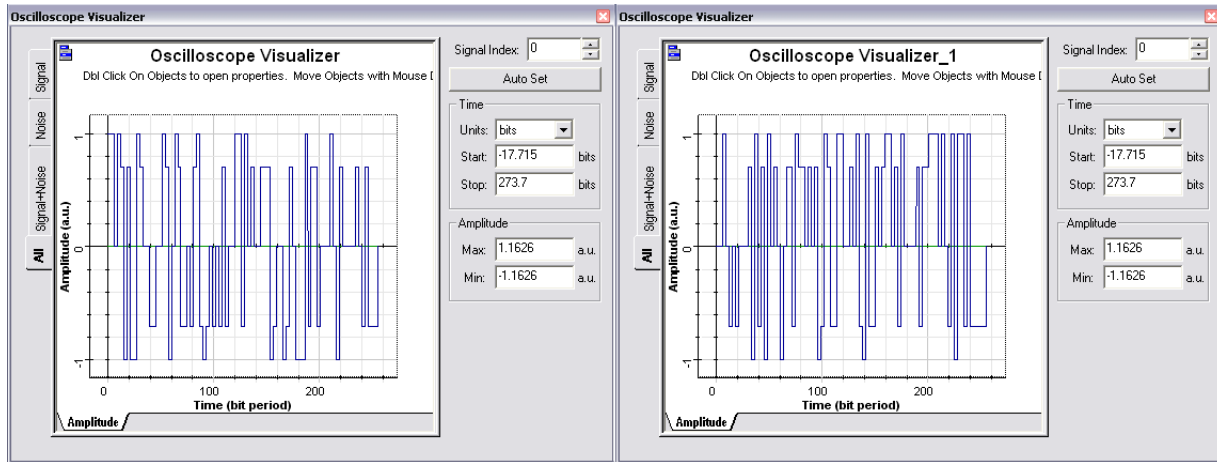 Oscilloscope Visualizer
Signal
Noise
Signal+Noise
All
Oscilloscope Visualizer
Dbl Click On Objects to open properties. Move Objects with Mouse D
Amplitude (a.u.)
1
0
-1
0 100 200
Time (bit period)
Amplitude
Signal Index: 0
Auto Set
Time
Units: bits
Start: -17.715 bits
Stop: 273.7 bits
Amplitude
Max: 1.1626 a.u.
Min: -1.1626 a.u.
Oscilloscope Visualizer
Signal
Noise
Signal+Noise
All
Oscilloscope Visualizer_1
Dbl Click On Objects to open properties. Move Objects with Mouse D
Amplitude (a.u.)
1
0
-1
0 100 200
Time (bit period)
Amplitude
Signal Index: 0
Auto Set
Time
Units: bits
Start: -17.715 bits
Stop: 273.7 bits
Amplitude
Max: 1.1626 a.u.
Min: -1.1626 a.u.